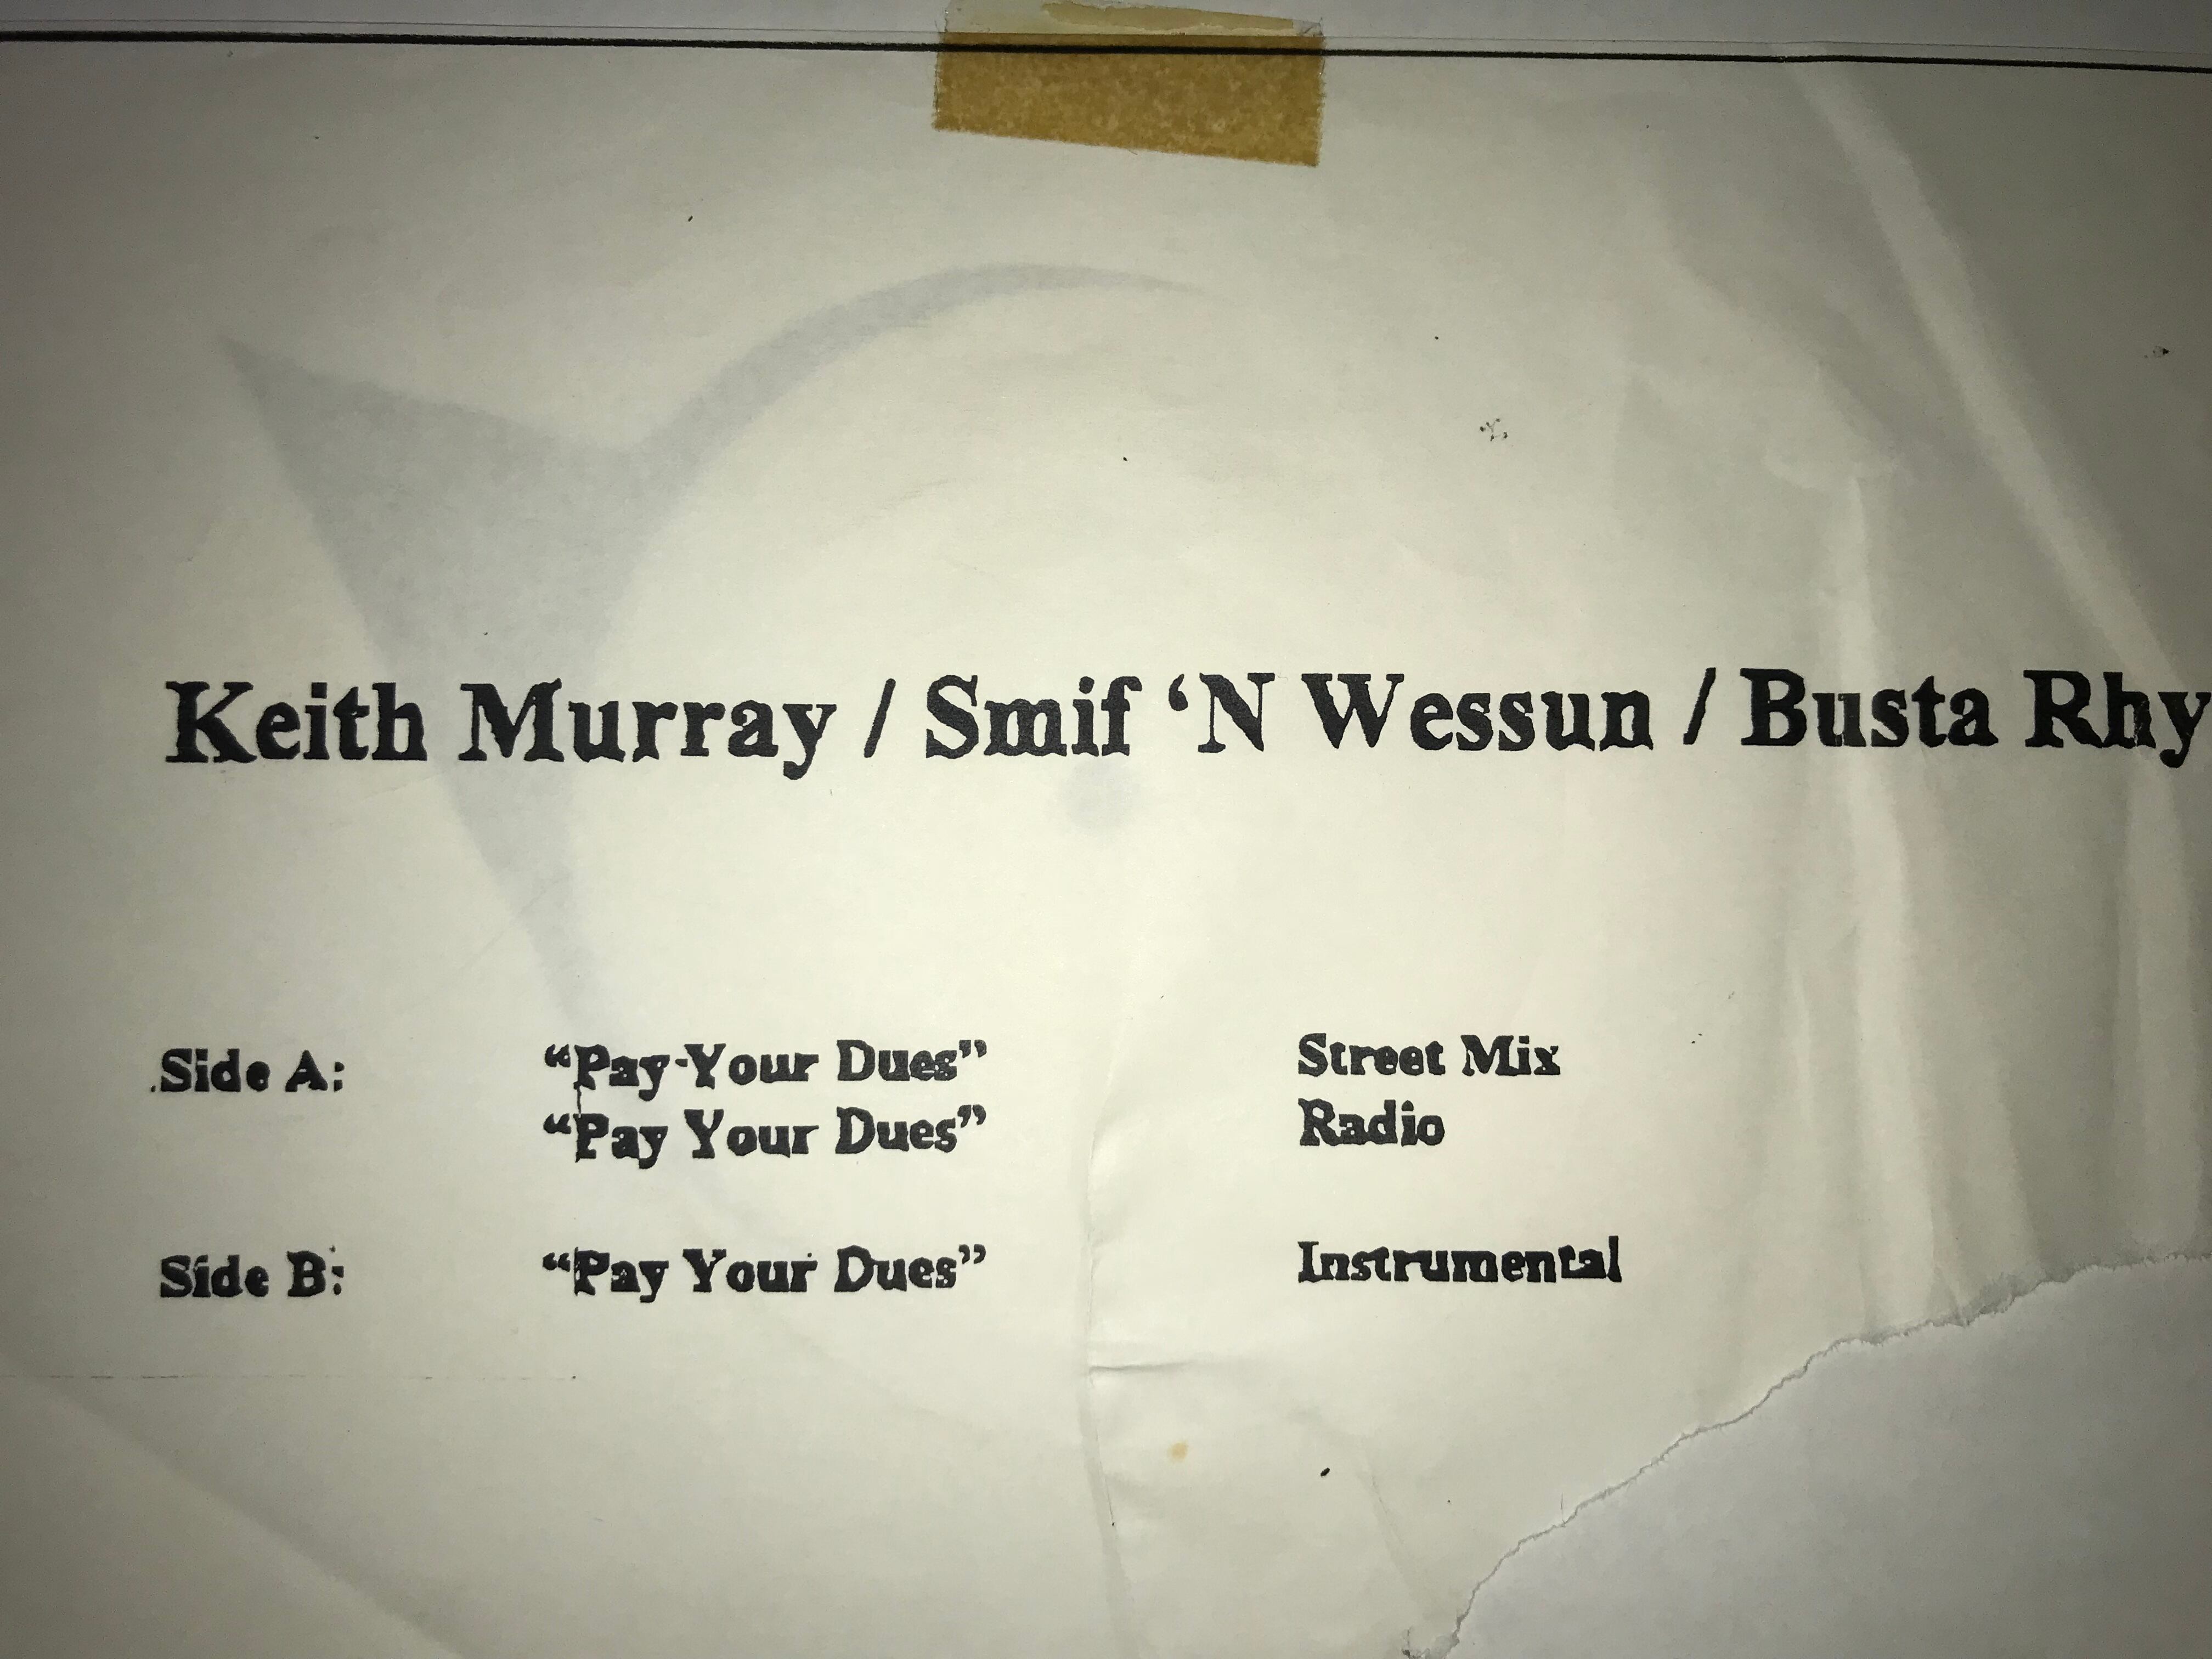 Keith Murray / Smif ‘N Wessun / Busta Rhy
Side A: “Pay Your Dues” Street Mix
“Pay Your Dues” Radio
Side B: “Pay Your Dues” Instrumental